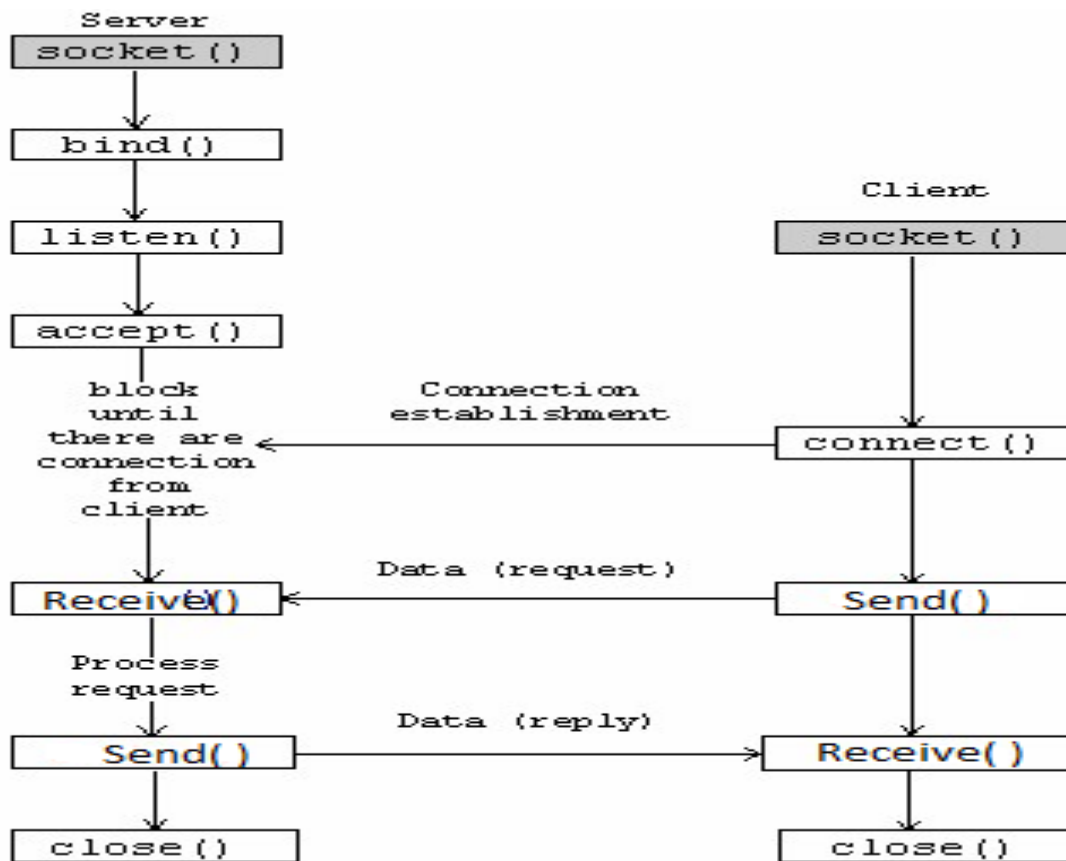 Server
socket()
bind()
listen()
accept()
block
until
there are
connection
from
client
Receive()
Process
request
Send()
close()
Connection
establishment
Data (request)
Data (reply)
Client
socket()
connect()
Send()
Receive()
close()